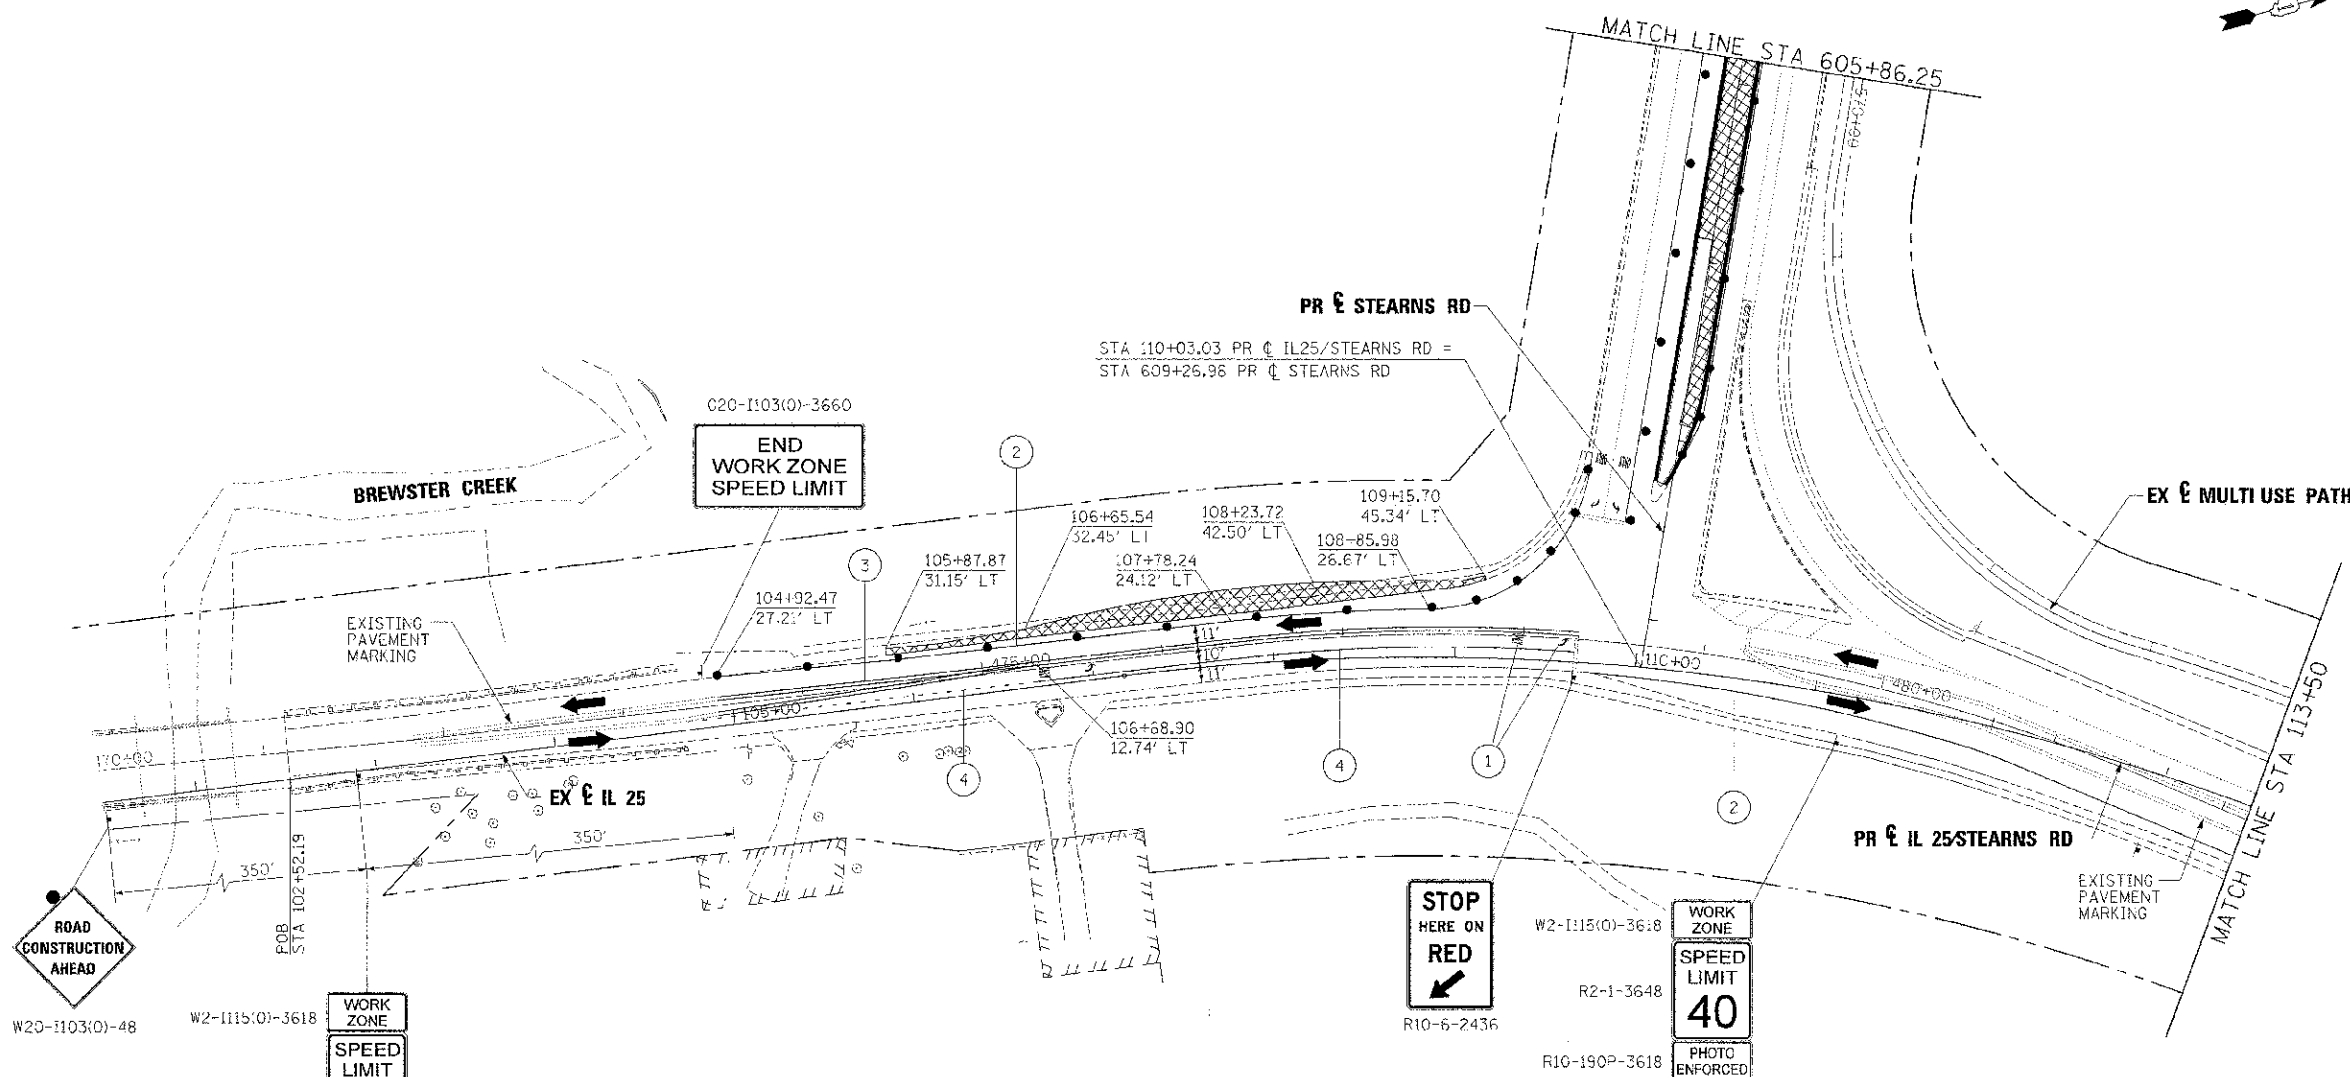 MATCH LINE STA 605+86.25
PR ℄ STEARNS RD
STA 110+03.03 PR ℄ IL25/STEARNS RD =
STA 609+26.96 PR ℄ STEARNS RD
EX ℄ MULTI USE PATH
BREWSTER CREEK
END
WORK ZONE
SPEED LIMIT
2
3
104+92.47
27.21' LT
105+87.87
31.15' LT
106+65.54
32.45' LT
107+78.24
24.12' LT
108+23.72
42.50' LT
108+85.98
26.67' LT
109+15.70
45.34' LT
EXISTING
PAVEMENT
MARKING
11'
10'
11'
105+00
110+00
480+00
106+68.90
12.74' LT
4
4
1
2
EX ℄ IL 25
350'
350'
POB
STA 102+52.19
PR ℄ IL 25/STEARNS RD
EXISTING
PAVEMENT
MARKING
MATCH LINE STA 113+50
ROAD
CONSTRUCTION
AHEAD
W20-I103(O)-48
W2-I115(O)-3618
WORK
ZONE
SPEED
LIMIT
STOP
HERE ON
RED
R10-6-2436
W2-I115(O)-3618
WORK
ZONE
R2-1-3648
SPEED
LIMIT
40
R10-190P-3618
PHOTO
ENFORCED